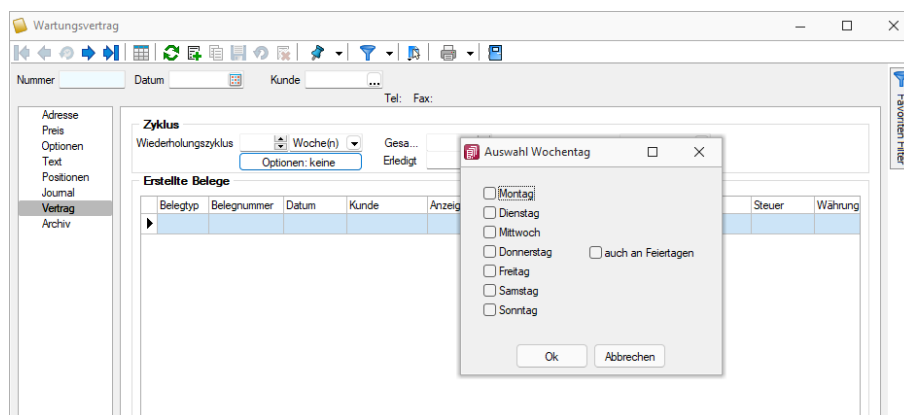 Wartungsvertrag
Nummer Datum Kunde ...
Tel: Fax:
Favoriten Filter
Adresse
Preis
Optionen
Text
Positionen
Journal
Vertrag
Archiv
Zyklus
Wiederholungszyklus Woche(n) Gesa...
Optionen: keine Erledigt
Erstellte Belege
Belegtyp Belegnummer Datum Kunde Anzeig Steuer Währung
Auswahl Wochentag
Montag
Dienstag
Mittwoch
Donnerstag auch an Feiertagen
Freitag
Samstag
Sonntag
Ok Abbrechen